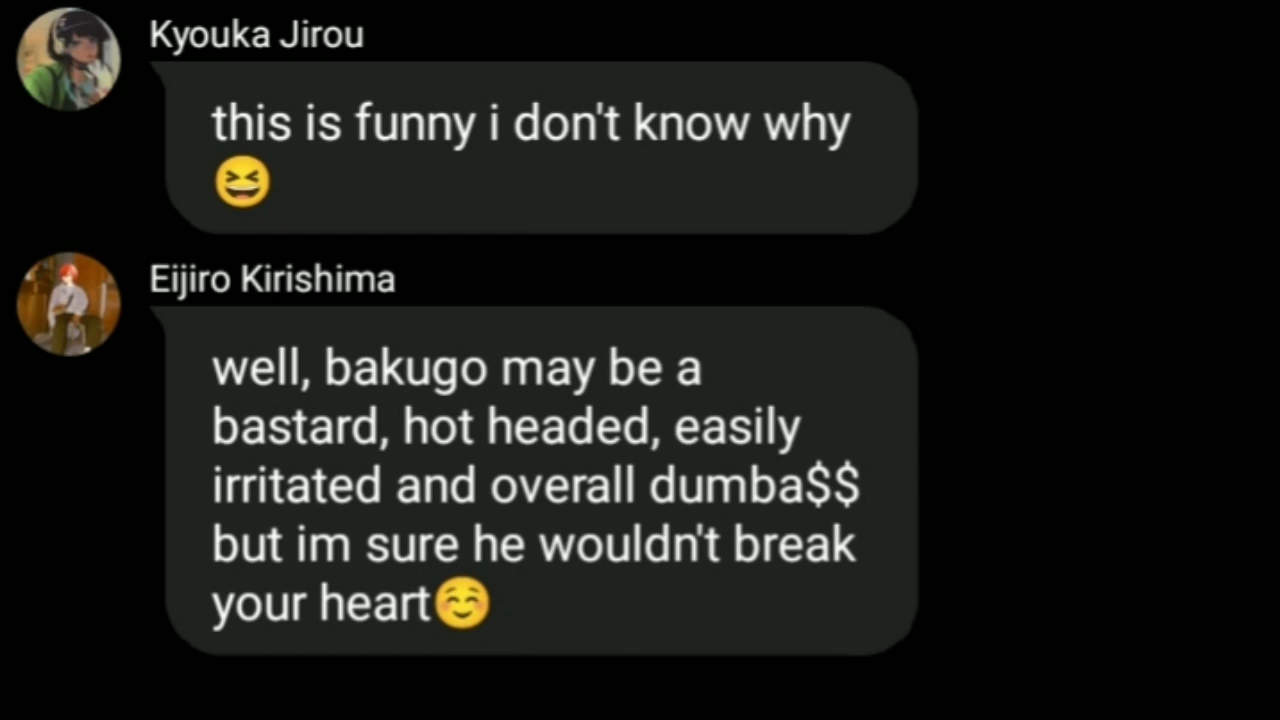 Kyouka Jirou
this is funny i don't know why
😆
Eijiro Kirishima
well, bakugo may be a
bastard, hot headed, easily
irritated and overall dumba$$
but im sure he wouldn't break
your heart☺️